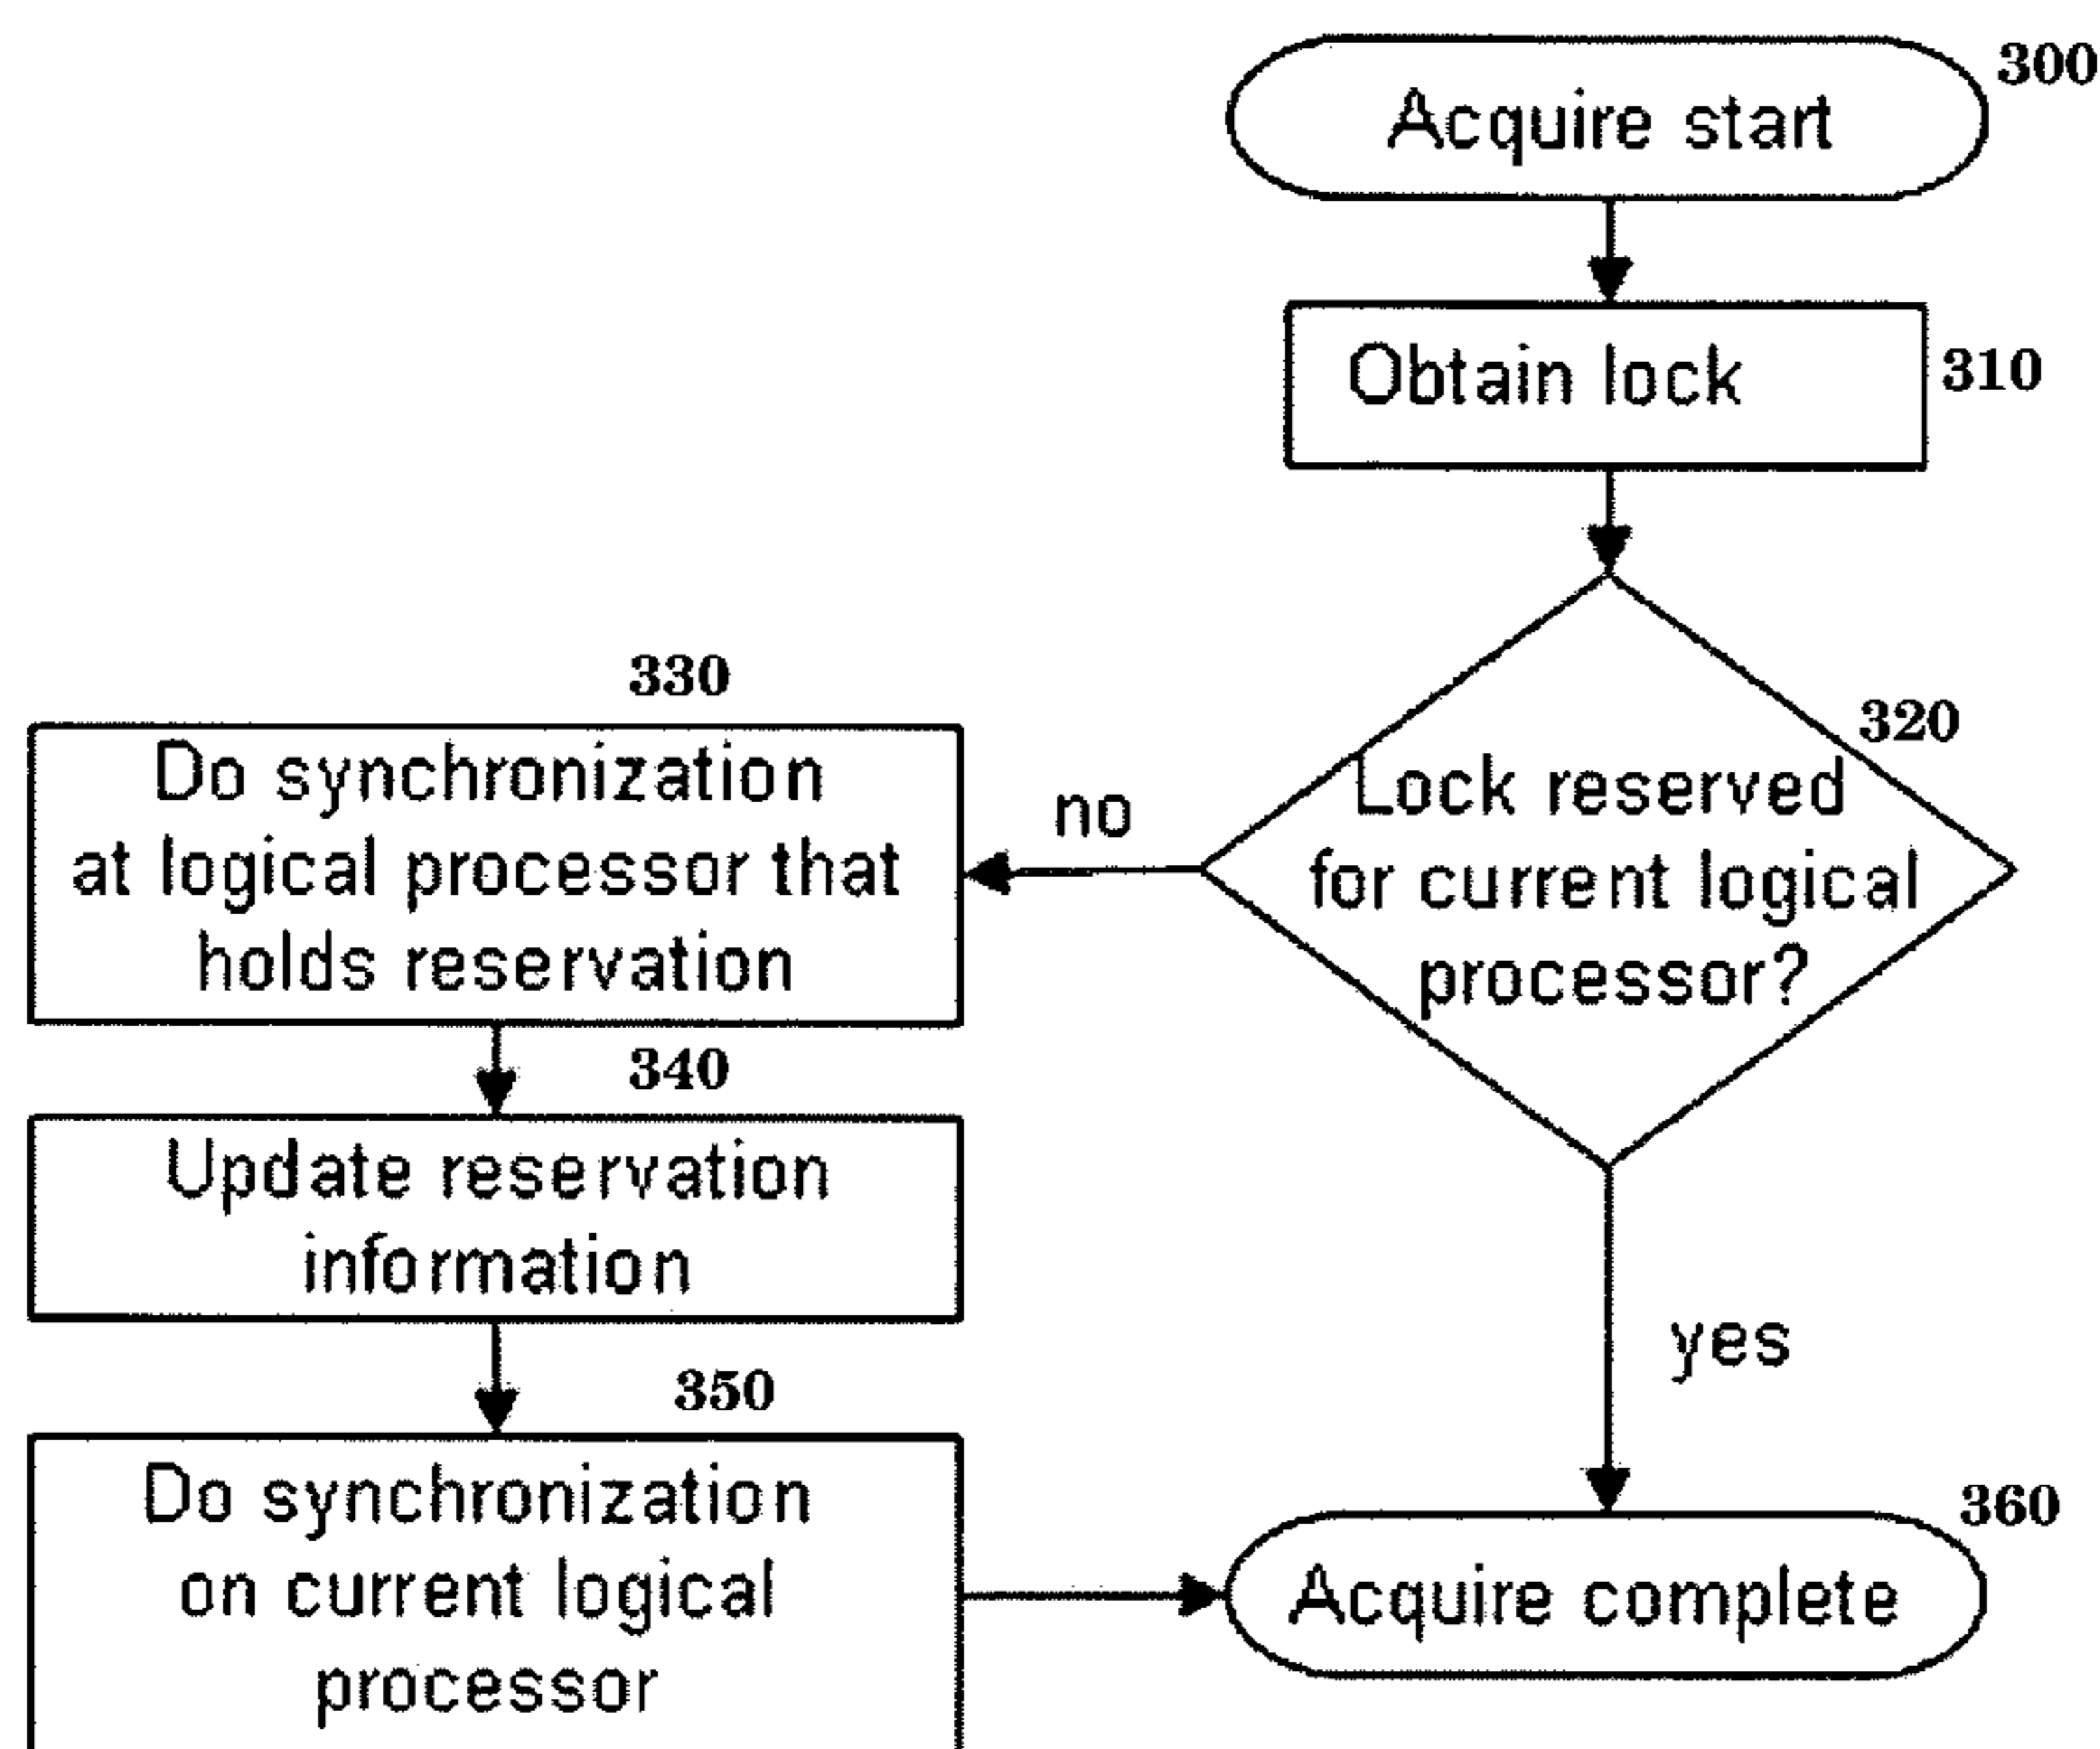 Acquire start
300
Obtain lock
310
320
Lock reserved
for current logical
processor?
no
yes
330
Do synchronization
at logical processor that
holds reservation
340
Update reservation
information
350
Do synchronization
on current logical
processor
360
Acquire complete